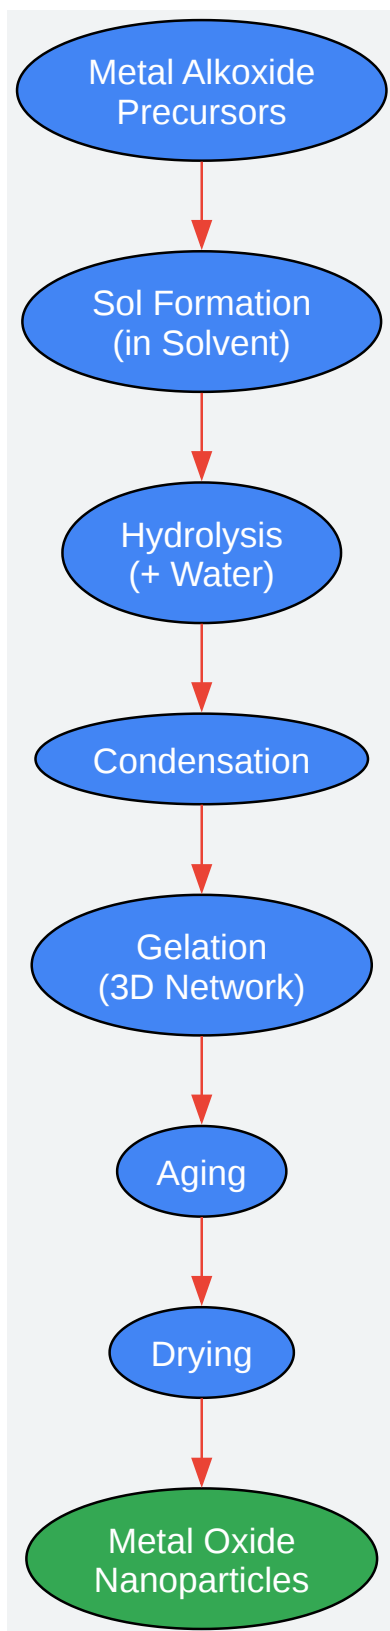 Metal Alkoxide
Precursors
Sol Formation
(in Solvent)
Hydrolysis
(+ Water)
Condensation
Gelation
(3D Network)
Aging
Drying
Metal Oxide
Nanoparticles